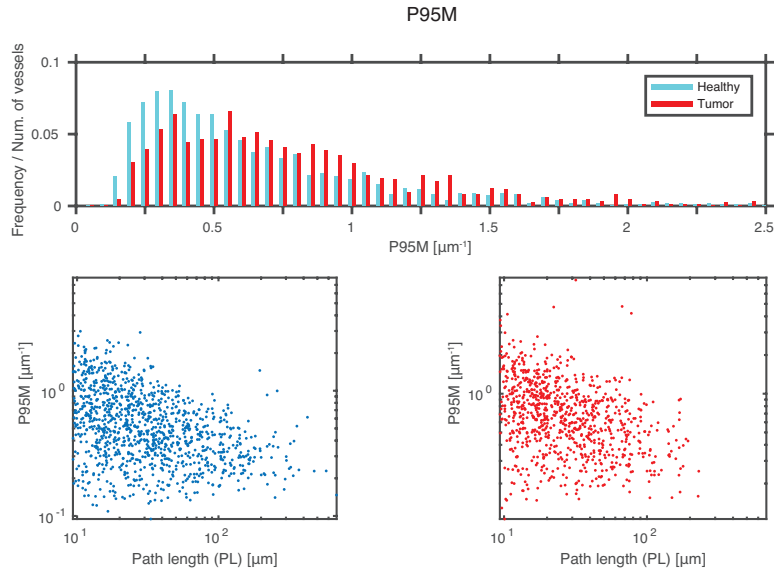 P95M
Frequency / Num. of vessels
0.1
0.05
0
Healthy
Tumor
0 0.5 1 1.5 2 2.5
P95M [µm⁻¹]
P95M [µm⁻¹]
10⁰
10⁻¹
10¹ 10²
Path length (PL) [µm]
P95M [µm⁻¹]
10⁰
10¹ 10²
Path length (PL) [µm]